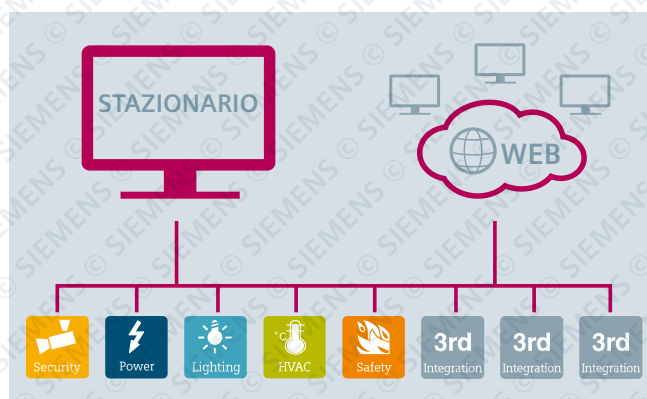 STAZIONARIO
WEB
Security
Power
Lighting
°C
HVAC
Safety
3rd
Integration
3rd
Integration
3rd
Integration
SIEMENS ©